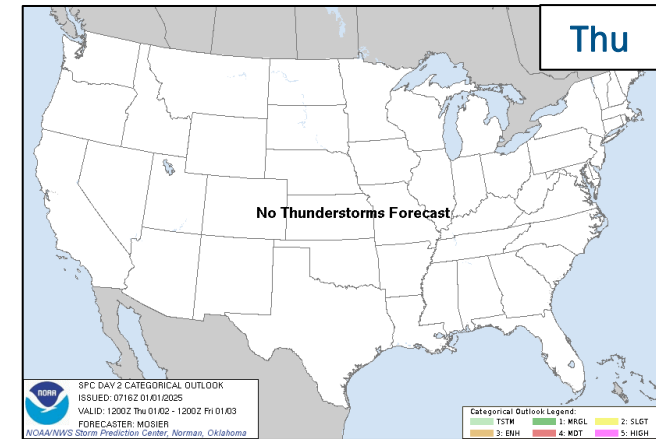 Thu
No Thunderstorms Forecast
NOAA
SPC DAY 2 CATEGORICAL OUTLOOK
ISSUED: 0716Z 01/01/2025
VALID: 1200Z Thu 01/02 - 1200Z Fri 01/03
FORECASTER: MOSIER
NOAA/NWS Storm Prediction Center, Norman, Oklahoma
Categorical Outlook Legend:
TSTM 1: MRGL 2: SLGT
3: ENH 4: MDT 5: HIGH